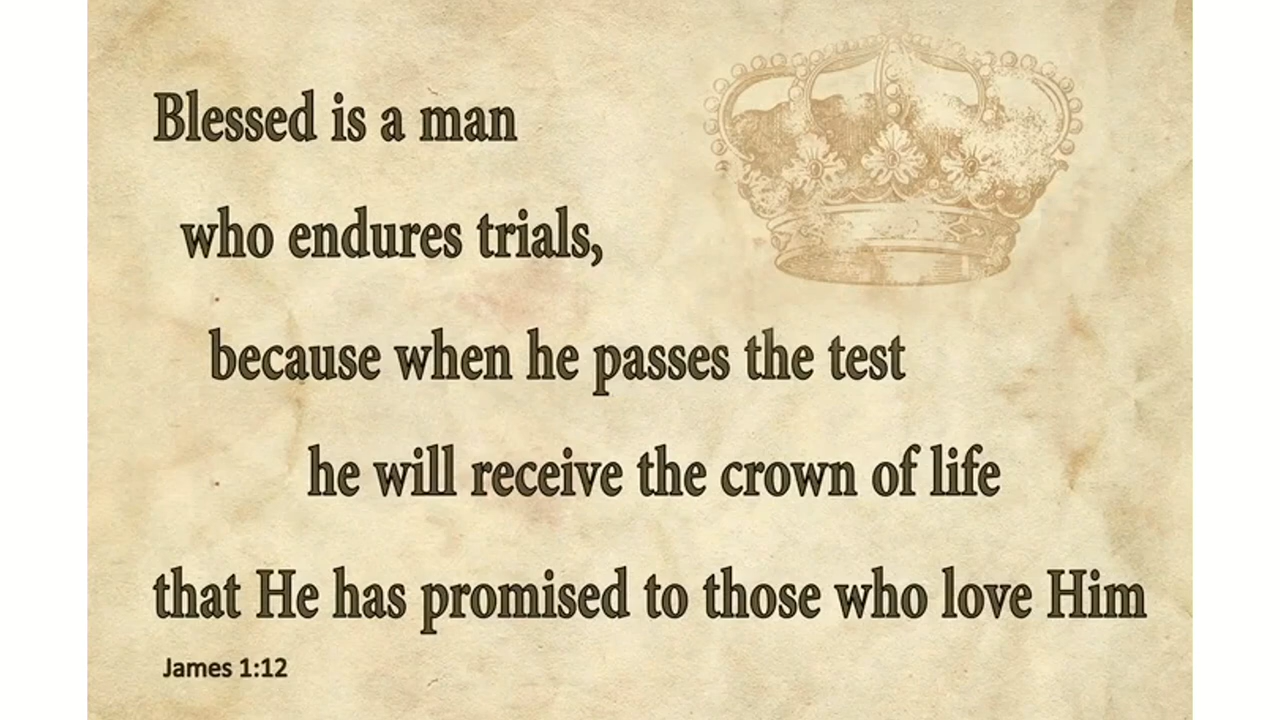 Blessed is a man
who endures trials,
because when he passes the test
he will receive the crown of life
that He has promised to those who love Him
James 1:12